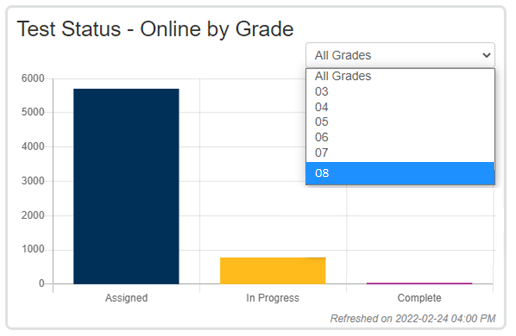 Test Status - Online by Grade
All Grades
All Grades
03
04
05
06
07
08
6000
5000
4000
3000
2000
1000
0
Assigned In Progress Complete
Refreshed on 2022-02-24 04:00 PM